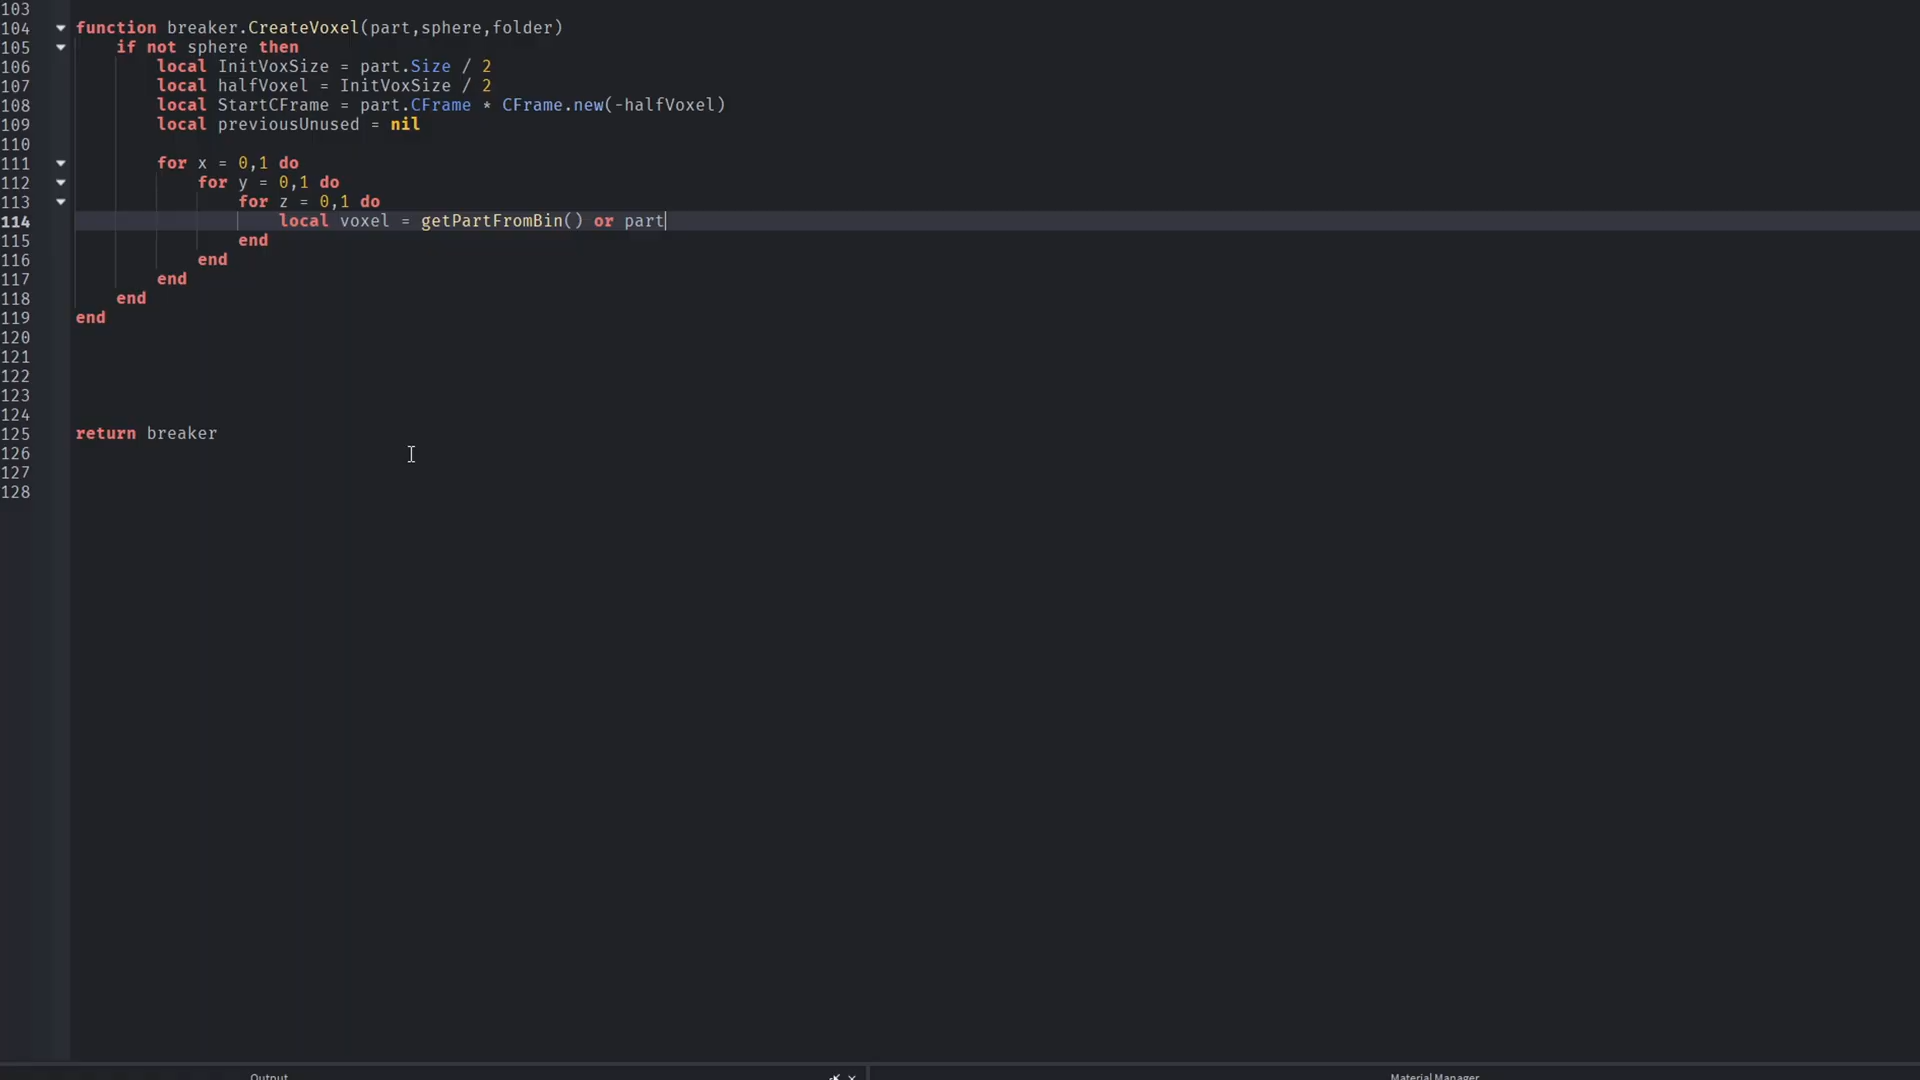 103
104 function breaker.CreateVoxel(part,sphere,folder)
105 if not sphere then
106 local InitVoxSize = part.Size / 2
107 local halfVoxel = InitVoxSize / 2
108 local StartCFrame = part.CFrame * CFrame.new(-halfVoxel)
109 local previousUnused = nil
110
111 for x = 0,1 do
112 for y = 0,1 do
113 for z = 0,1 do
114 local voxel = getPartFromBin() or part
115 end
116 end
117 end
118 end
119 end
120
121
122
123
124
125 return breaker
126
127
128
Output Material Manager